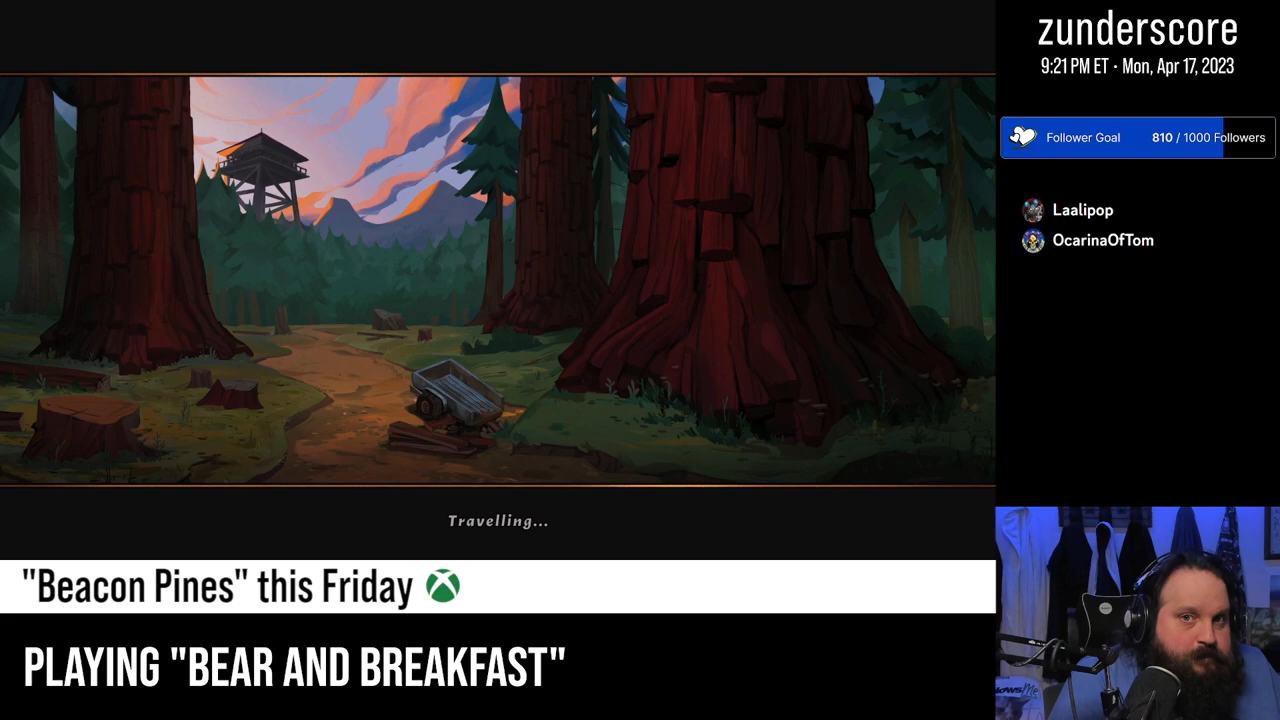 zunderscore
9:21 PM ET · Mon, Apr 17, 2023
Follower Goal 810 / 1000 Followers
Laalipop
OcarinaOfTom
Travelling...
"Beacon Pines" this Friday
PLAYING "BEAR AND BREAKFAST"